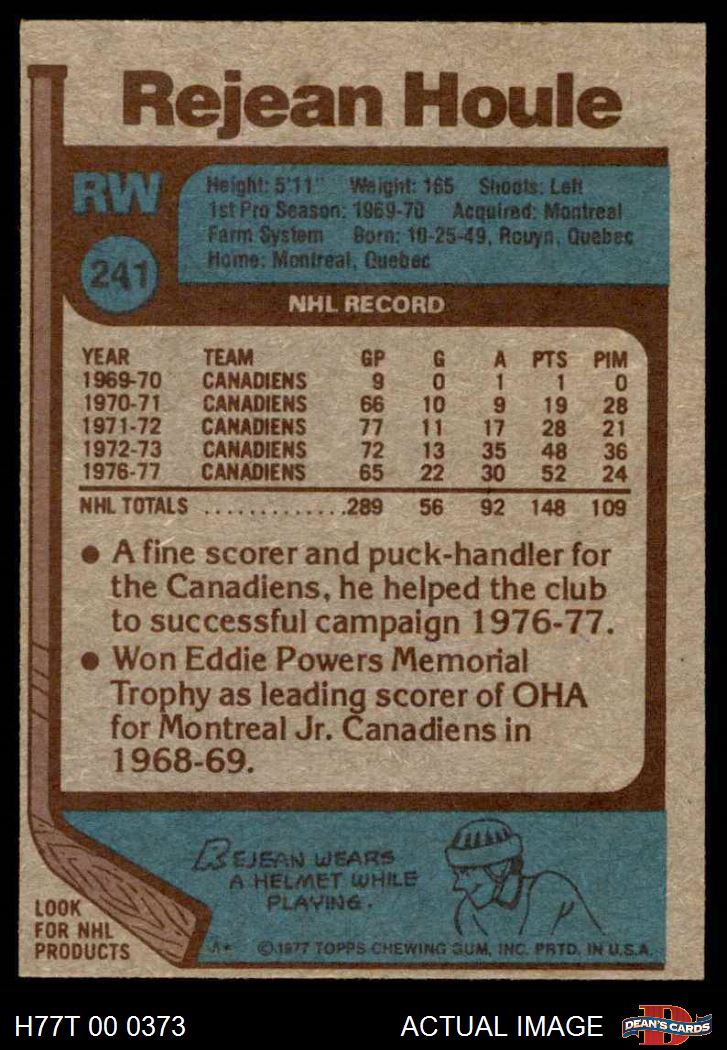 Rejean Houle
RW
241
Height: 5'11" Weight: 165 Shoots: Left
1st Pro Season: 1969-70 Acquired: Montreal
Farm System Born: 10-25-49, Rouyn, Quebec
Home: Montreal, Quebec
NHL RECORD
YEAR TEAM GP G A PTS PIM
1969-70 CANADIENS 9 0 1 1 0
1970-71 CANADIENS 66 10 9 19 28
1971-72 CANADIENS 77 11 17 28 21
1972-73 CANADIENS 72 13 35 48 36
1976-77 CANADIENS 65 22 30 52 24
NHL TOTALS .............289 56 92 148 109
• A fine scorer and puck-handler for
the Canadiens, he helped the club
to successful campaign 1976-77.
• Won Eddie Powers Memorial
Trophy as leading scorer of OHA
for Montreal Jr. Canadiens in
1968-69.
REJEAN WEARS
A HELMET WHILE
PLAYING.
LOOK
FOR NHL
PRODUCTS
A* ©1977 TOPPS CHEWING GUM, INC. PRTD. IN U.S.A.
H77T 00 0373 ACTUAL IMAGE D DEAN'S CARDS